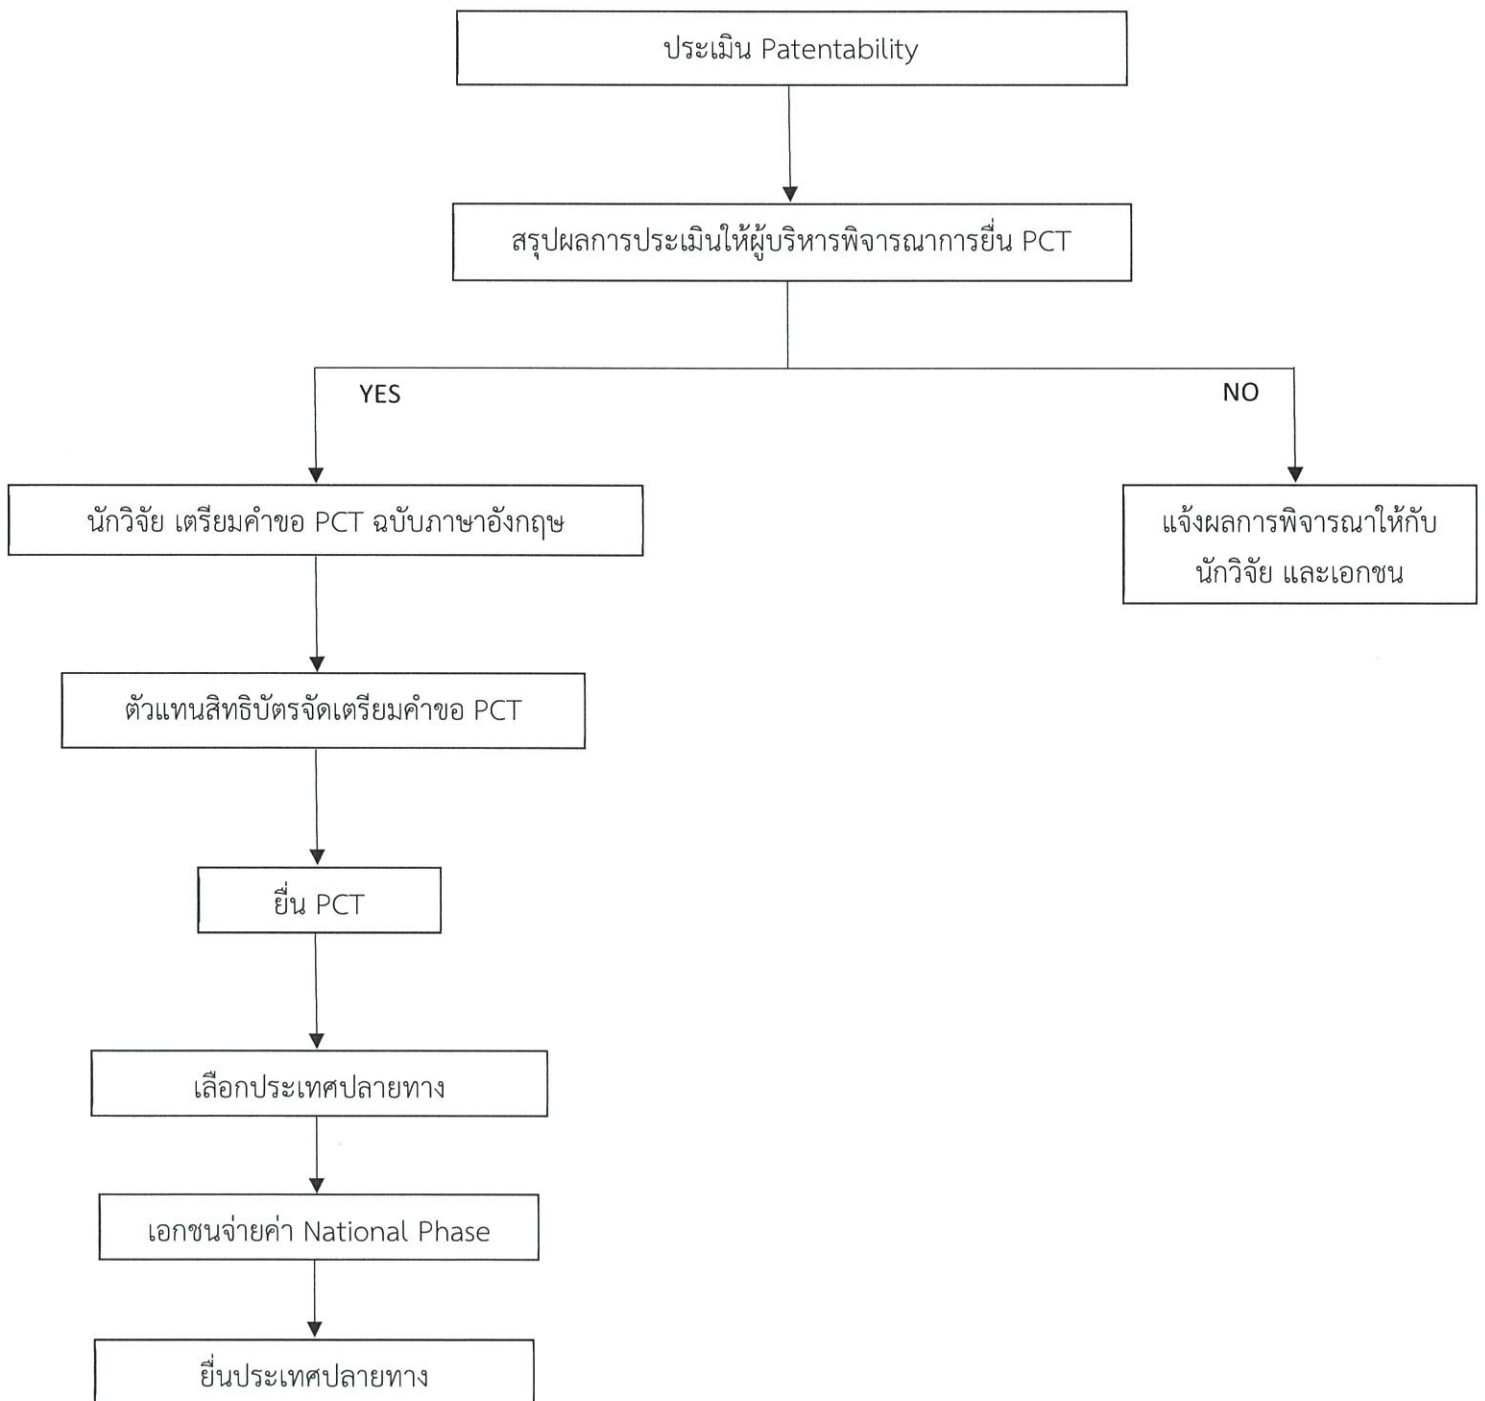 ประเมิน Patentability
สรุปผลการประเมินให้ผู้บริหารพิจารณาการยื่น PCT
YES
NO
นักวิจัย เตรียมคำขอ PCT ฉบับภาษาอังกฤษ
แจ้งผลการพิจารณาให้กับ
นักวิจัย และเอกชน
ตัวแทนสิทธิบัตรจัดเตรียมคำขอ PCT
ยื่น PCT
เลือกประเทศปลายทาง
เอกชนจ่ายค่า National Phase
ยื่นประเทศปลายทาง